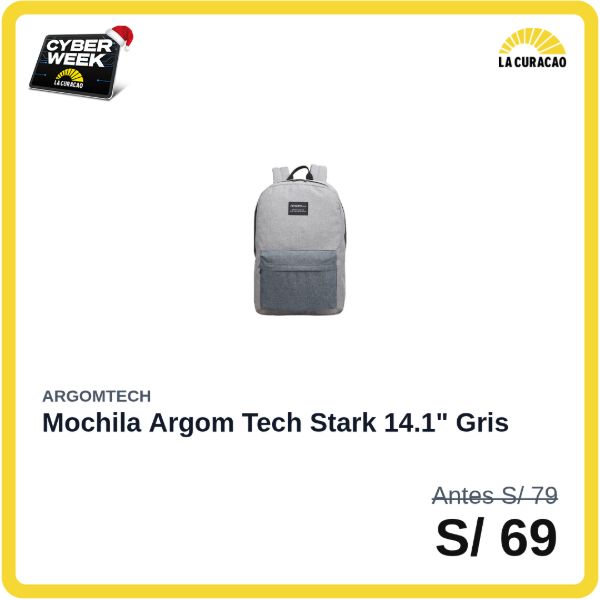 CYBER
WEEK
LA CURACAO
LA CURACAO
ARGOMTECH
Mochila Argom Tech Stark 14.1" Gris
Antes S/ 79
S/ 69